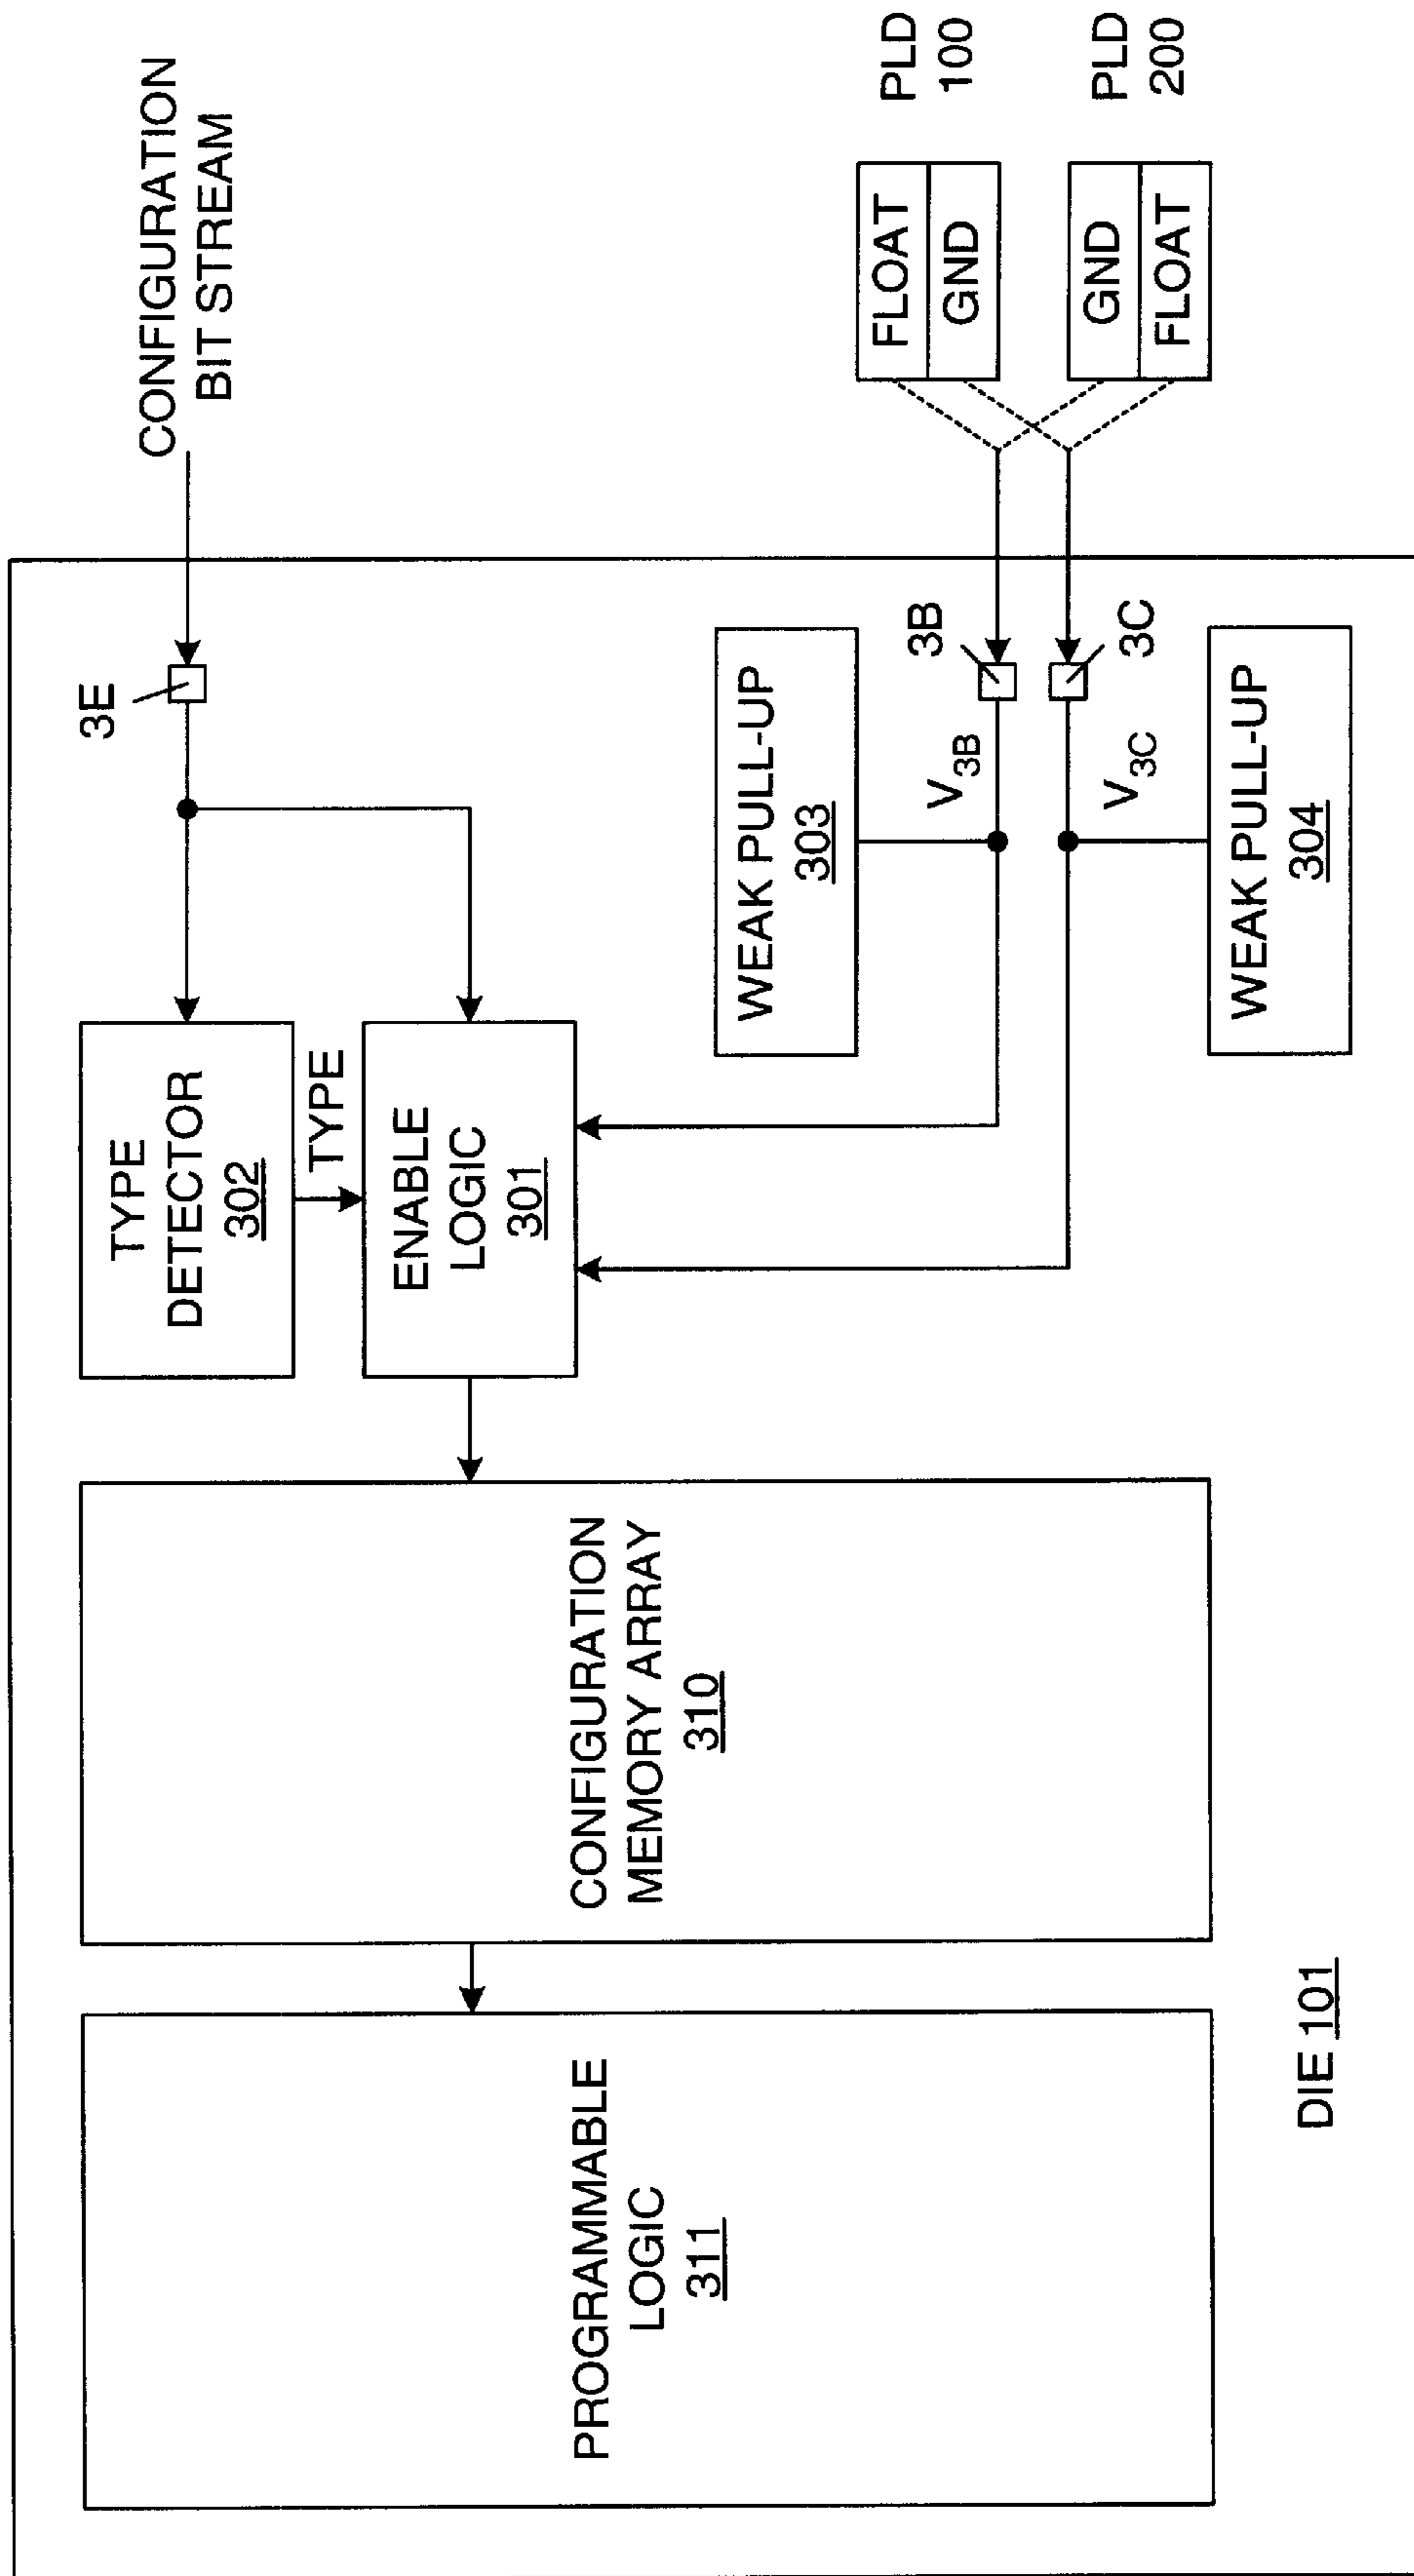 CONFIGURATION
BIT STREAM
3E
TYPE
DETECTOR
302
TYPE
ENABLE
LOGIC
301
CONFIGURATION
MEMORY ARRAY
310
PROGRAMMABLE
LOGIC
311
WEAK PULL-UP
303
3B
V3B
3C
V3C
WEAK PULL-UP
304
FLOAT
GND
PLD
100
GND
FLOAT
PLD
200
DIE 101